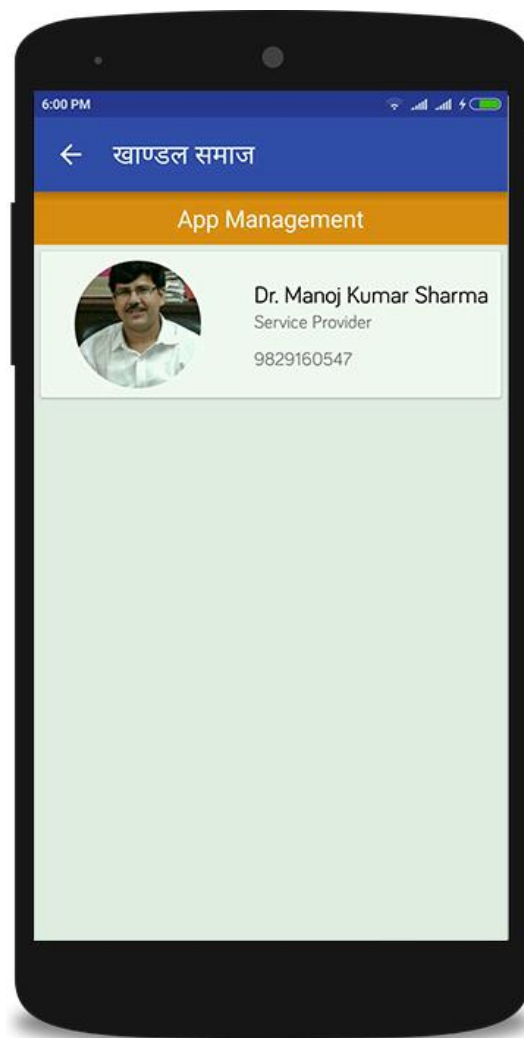 6:00 PM
खाण्डल समाज
App Management
Dr. Manoj Kumar Sharma
Service Provider
9829160547